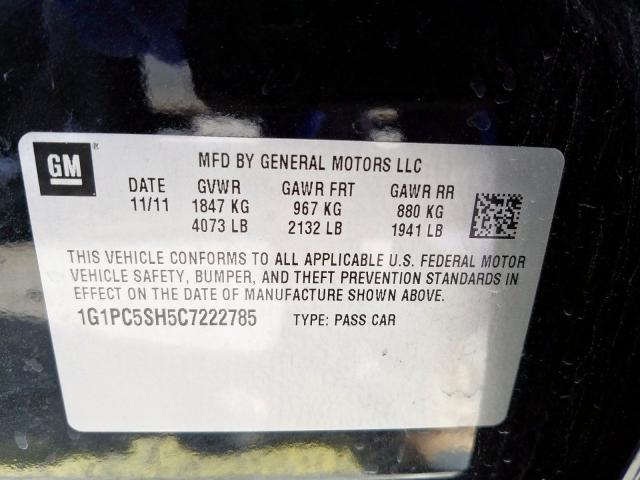 GM ®
MFD BY GENERAL MOTORS LLC
DATE GVWR GAWR FRT GAWR RR
11/11 1847 KG 967 KG 880 KG
4073 LB 2132 LB 1941 LB
THIS VEHICLE CONFORMS TO ALL APPLICABLE U.S. FEDERAL MOTOR
VEHICLE SAFETY, BUMPER, AND THEFT PREVENTION STANDARDS IN
EFFECT ON THE DATE OF MANUFACTURE SHOWN ABOVE.
1G1PC5SH5C7222785 TYPE: PASS CAR